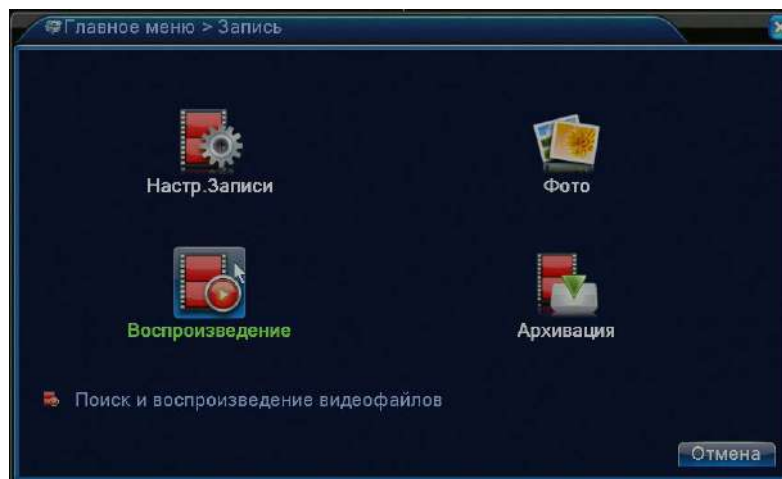 Главное меню > Запись
Настр.Записи
Фото
Воспроизведение
Архивация
Поиск и воспроизведение видеофайлов
Отмена